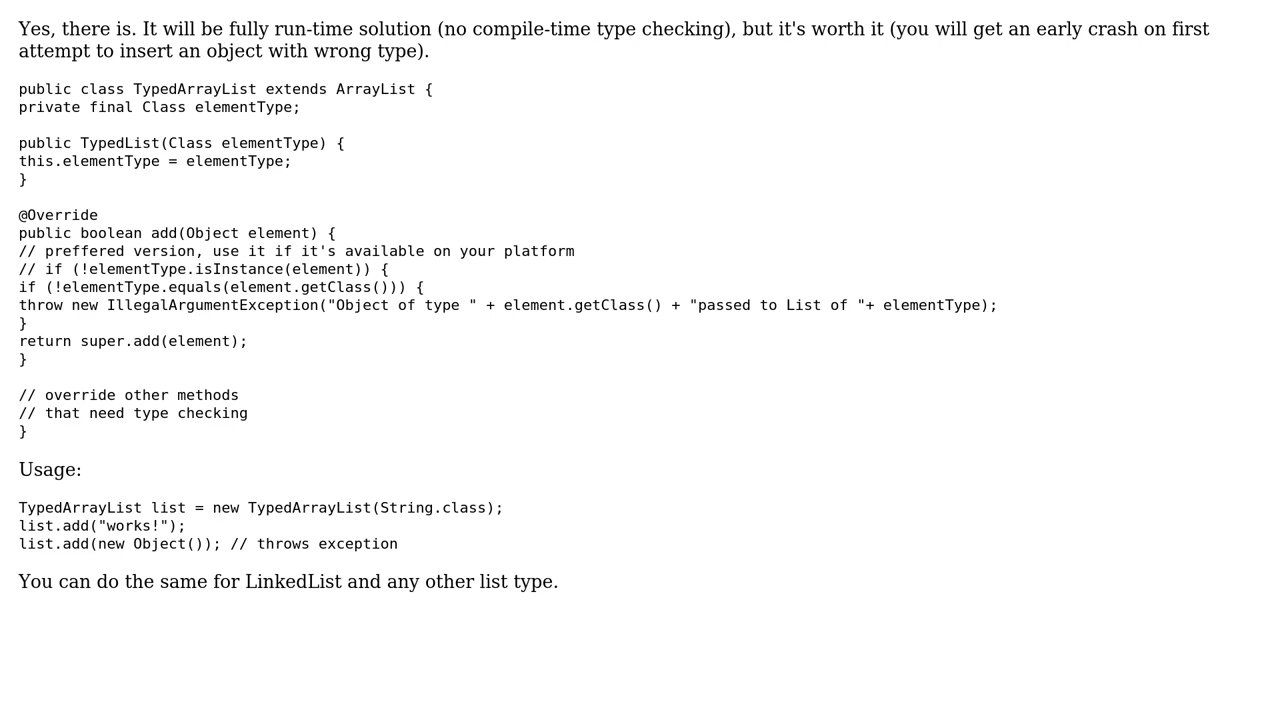 Yes, there is. It will be fully run-time solution (no compile-time type checking), but it's worth it (you will get an early crash on first
attempt to insert an object with wrong type).
public class TypedArrayList extends ArrayList {
private final Class elementType;
public TypedList(Class elementType) {
this.elementType = elementType;
}
@Override
public boolean add(Object element) {
// preffered version, use it if it's available on your platform
// if (!elementType.isInstance(element)) {
if (!elementType.equals(element.getClass())) {
throw new IllegalArgumentException("Object of type " + element.getClass() + "passed to List of "+ elementType);
}
return super.add(element);
}
// override other methods
// that need type checking
}
Usage:
TypedArrayList list = new TypedArrayList(String.class);
list.add("works!");
list.add(new Object()); // throws exception
You can do the same for LinkedList and any other list type.